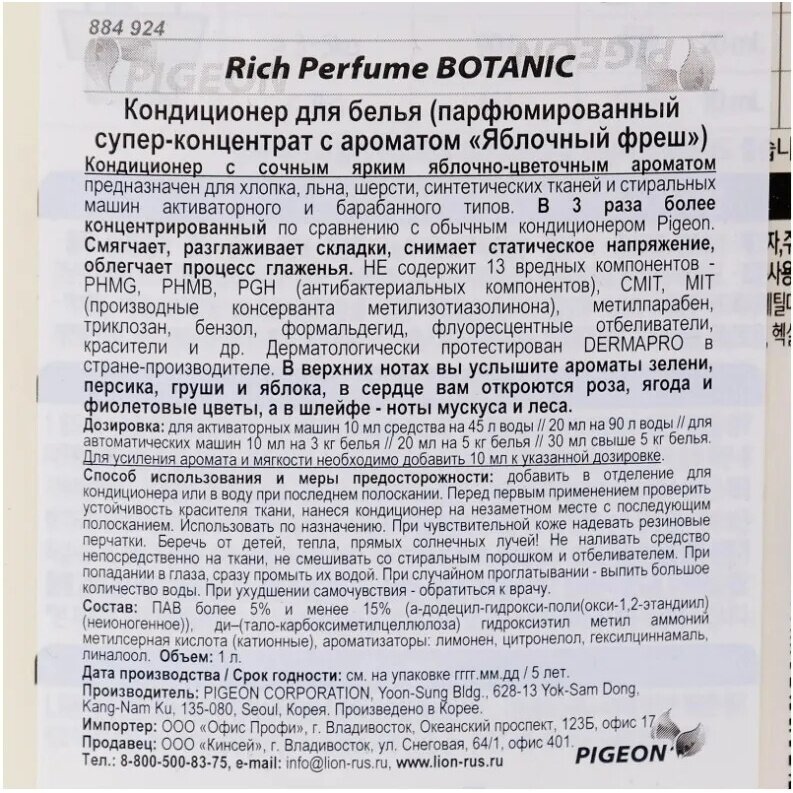 884 924
PIGEON
PIGEON
Rich Perfume BOTANIC
Кондиционер для белья (парфюмированный
супер-концентрат с ароматом «Яблочный фреш»)
Кондиционер с сочным ярким яблочно-цветочным ароматом
предназначен для хлопка, льна, шерсти, синтетических тканей и стиральных
машин активаторного и барабанного типов. В 3 раза более
концентрированный по сравнению с обычным кондиционером Pigeon.
Смягчает, разглаживает складки, снимает статическое напряжение,
облегчает процесс глаженья. НЕ содержит 13 вредных компонентов -
PHMG, PHMB, PGH (антибактериальных компонентов), CMIT, MIT
(производные консерванта метилизотиазолинона), метилпарабен,
триклозан, бензол, формальдегид, флуоресцентные отбеливатели,
красители и др. Дерматологически протестирован DERMAPRO в
стране-производителе. В верхних нотах вы услышите ароматы зелени,
персика, груши и яблока, в сердце вам откроются роза, ягода и
фиолетовые цветы, а в шлейфе - ноты мускуса и леса.
Дозировка: для активаторных машин 10 мл средства на 45 л воды // 20 мл на 90 л воды // для
автоматических машин 10 мл на 3 кг белья // 20 мл на 5 кг белья // 30 мл свыше 5 кг белья.
Для усиления аромата и мягкости необходимо добавить 10 мл к указанной дозировке.
Способ использования и меры предосторожности: добавить в отделение для
кондиционера или в воду при последнем полоскании. Перед первым применением проверить
устойчивость красителя ткани, нанеся кондиционер на незаметном месте с последующим
полосканием. Использовать по назначению. При чувствительной коже надевать резиновые
перчатки. Беречь от детей, тепла, прямых солнечных лучей! Не наливать средство
непосредственно на ткани, не смешивать со стиральным порошком и отбеливателем. При
попадании в глаза, сразу промыть их водой. При случайном проглатывании - выпить большое
количество воды. При ухудшении самочувствия - обратиться к врачу.
Состав: ПАВ более 5% и менее 15% (а-додецил-гидрокси-поли(окси-1,2-этандиил)
(неионогенное)), ди–(тало-карбоксиметилцеллюлоза) гидроксиэтил метил аммоний
метилсерная кислота (катионные), ароматизаторы: лимонен, цитронелол, гексилциннамаль,
линалоол. Объем: 1 л.
Дата производства / Срок годности: см. на упаковке гггг.мм.дд / 5 лет.
Производитель: PIGEON CORPORATION, Yoon-Sung Bldg., 628-13 Yok-Sam Dong,
Kang-Nam Ku, 135-080, Seoul, Корея. Произведено в Корее.
Импортер: ООО «Офис Профи», г. Владивосток, Океанский проспект, 123Б, офис 17
Продавец: ООО «Кинсей», г. Владивосток, ул. Снеговая, 64/1, офис 401.
Тел.: 8-800-500-83-75, e-mail: info@lion-rus.ru, www.lion-rus.ru
PIGEON